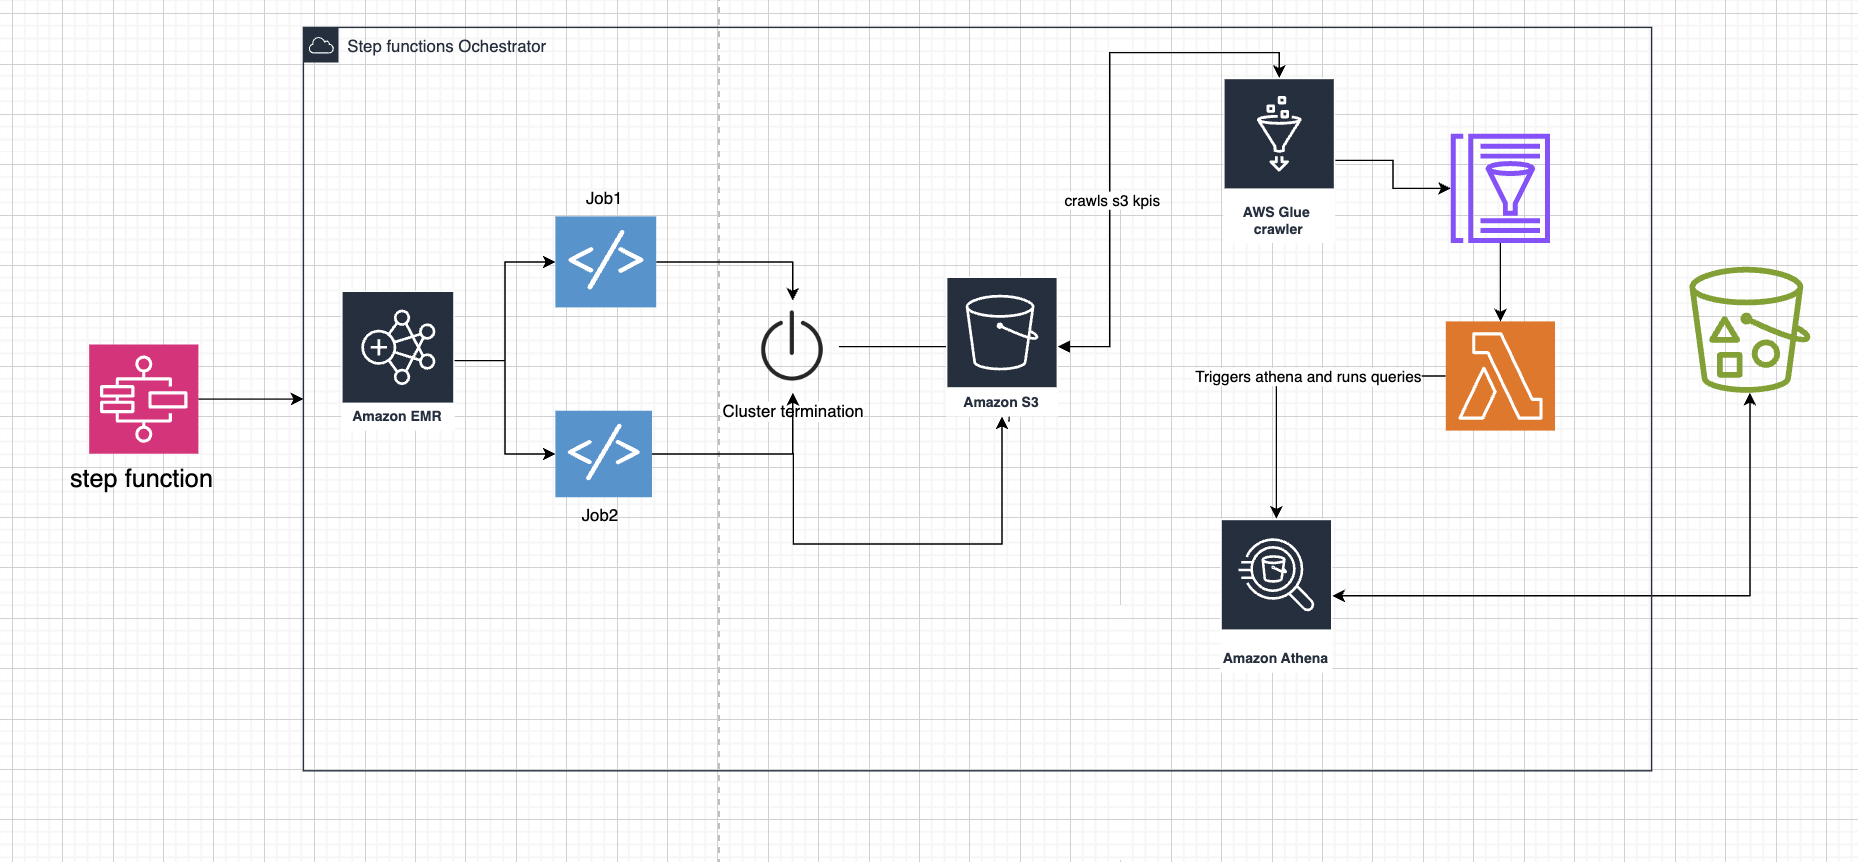 Step functions Ochestrator
step function
Amazon EMR
Job1
Job2
Cluster termination
Amazon S3
crawls s3 kpis
AWS Glue
crawler
Triggers athena and runs queries
Amazon Athena